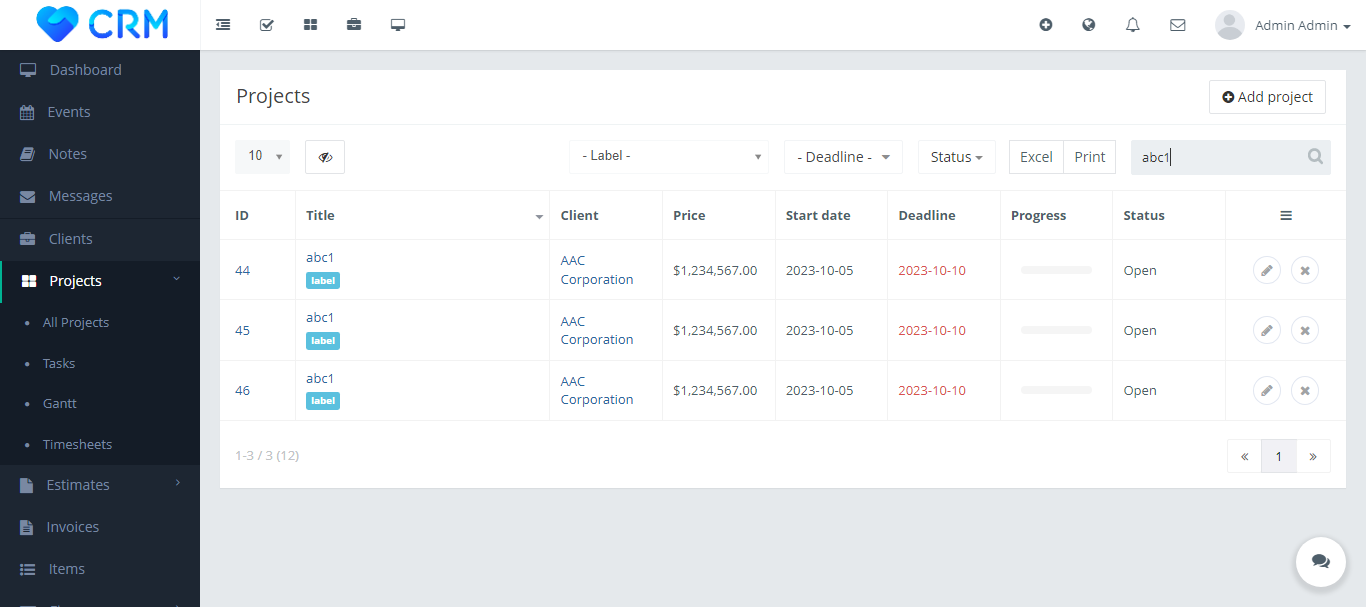 CRM
Admin Admin
Dashboard
Events
Notes
Messages
Clients
Projects
All Projects
Tasks
Gantt
Timesheets
Estimates
Invoices
Items
Projects
Add project
10
- Label -
- Deadline -
Status
Excel
Print
abc1
ID Title Client Price Start date Deadline Progress Status
44 abc1 AAC $1,234,567.00 2023-10-05 2023-10-10 Open
label Corporation
45 abc1 AAC $1,234,567.00 2023-10-05 2023-10-10 Open
label Corporation
46 abc1 AAC $1,234,567.00 2023-10-05 2023-10-10 Open
label Corporation
1-3 / 3 (12)
« 1 »